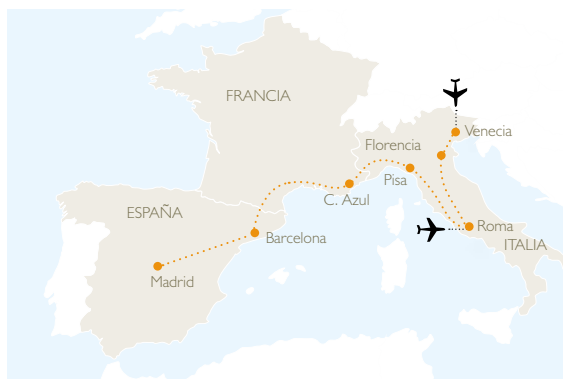 FRANCIA
Venecia
Florencia
Pisa
C. Azul
ESPAÑA
Roma
Barcelona
ITALIA
Madrid